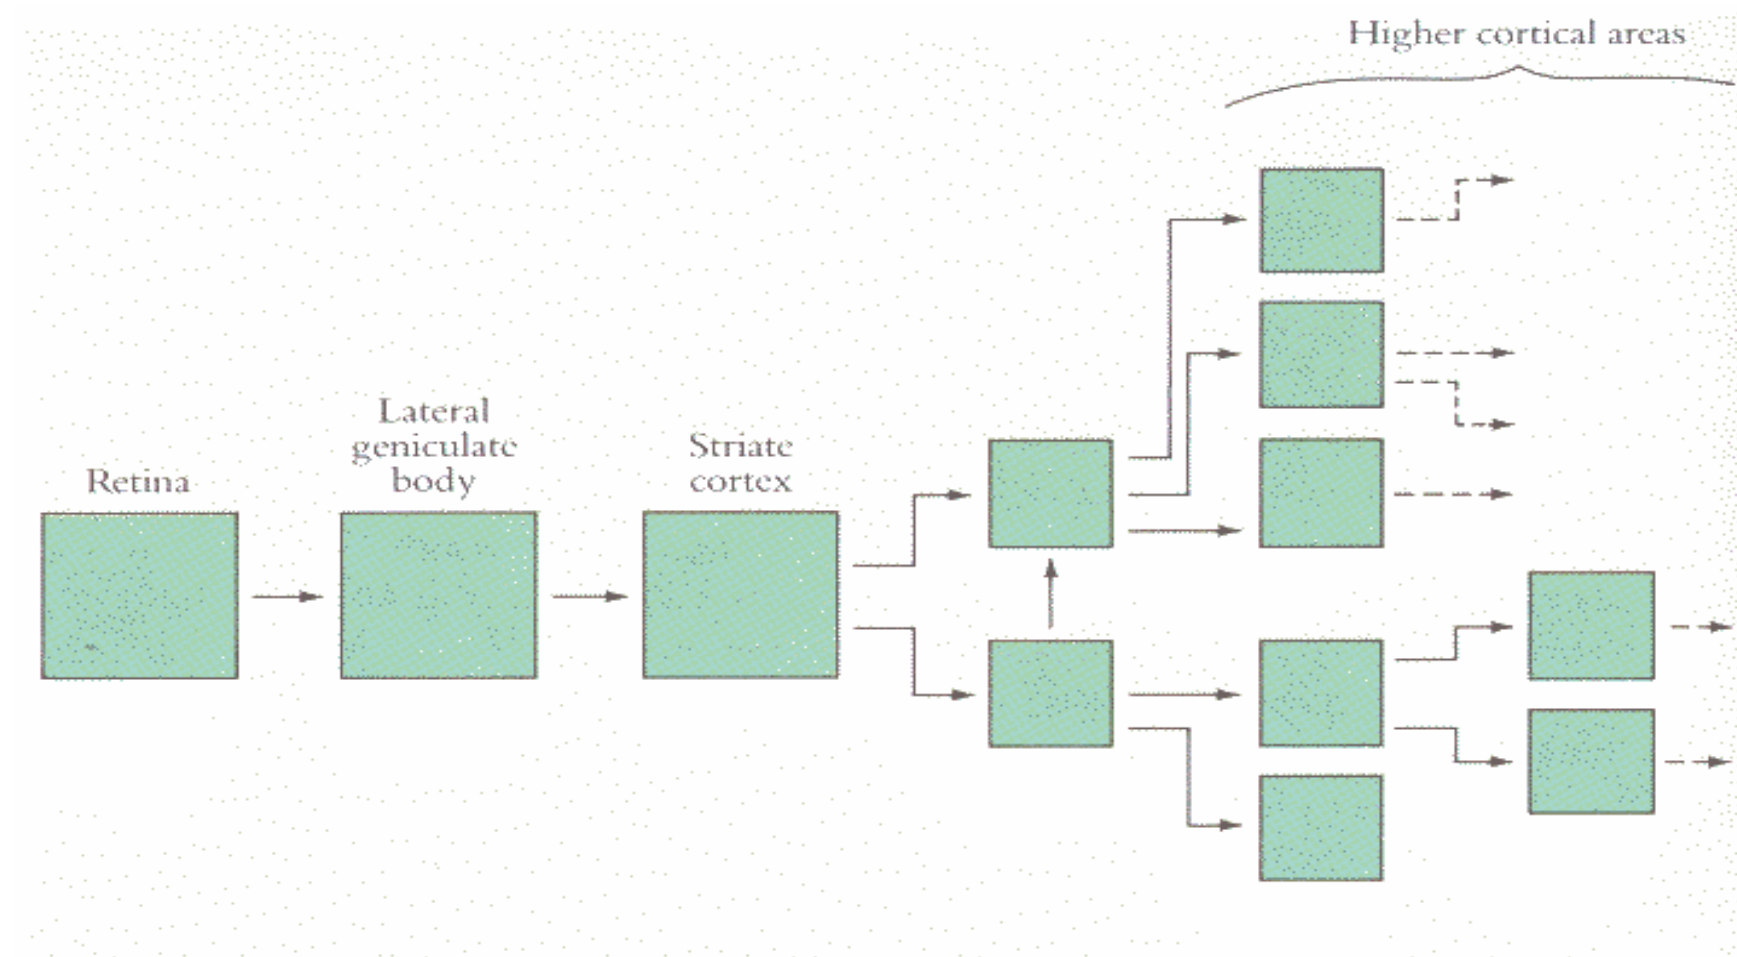 Higher cortical areas
Retina
Lateral
geniculate
body
Striate
cortex